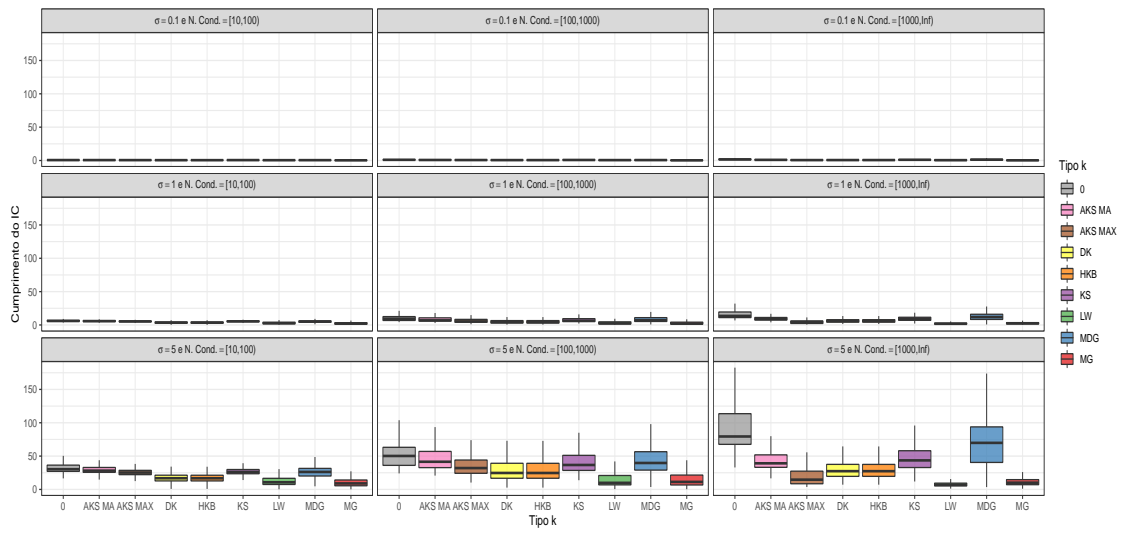 σ = 0.1 e N. Cond. = [10,100)
σ = 0.1 e N. Cond. = [100,1000)
σ = 0.1 e N. Cond. = [1000,Inf)
150
100
50
0
σ = 1 e N. Cond. = [10,100)
σ = 1 e N. Cond. = [100,1000)
σ = 1 e N. Cond. = [1000,Inf)
150
100
50
0
σ = 5 e N. Cond. = [10,100)
σ = 5 e N. Cond. = [100,1000)
σ = 5 e N. Cond. = [1000,Inf)
150
100
50
0
0 AKS MA AKS MAX DK HKB KS LW MDG MG
0 AKS MA AKS MAX DK HKB KS LW MDG MG
0 AKS MA AKS MAX DK HKB KS LW MDG MG
Tipo k
Cumprimento do IC
Tipo k
0
AKS MA
AKS MAX
DK
HKB
KS
LW
MDG
MG